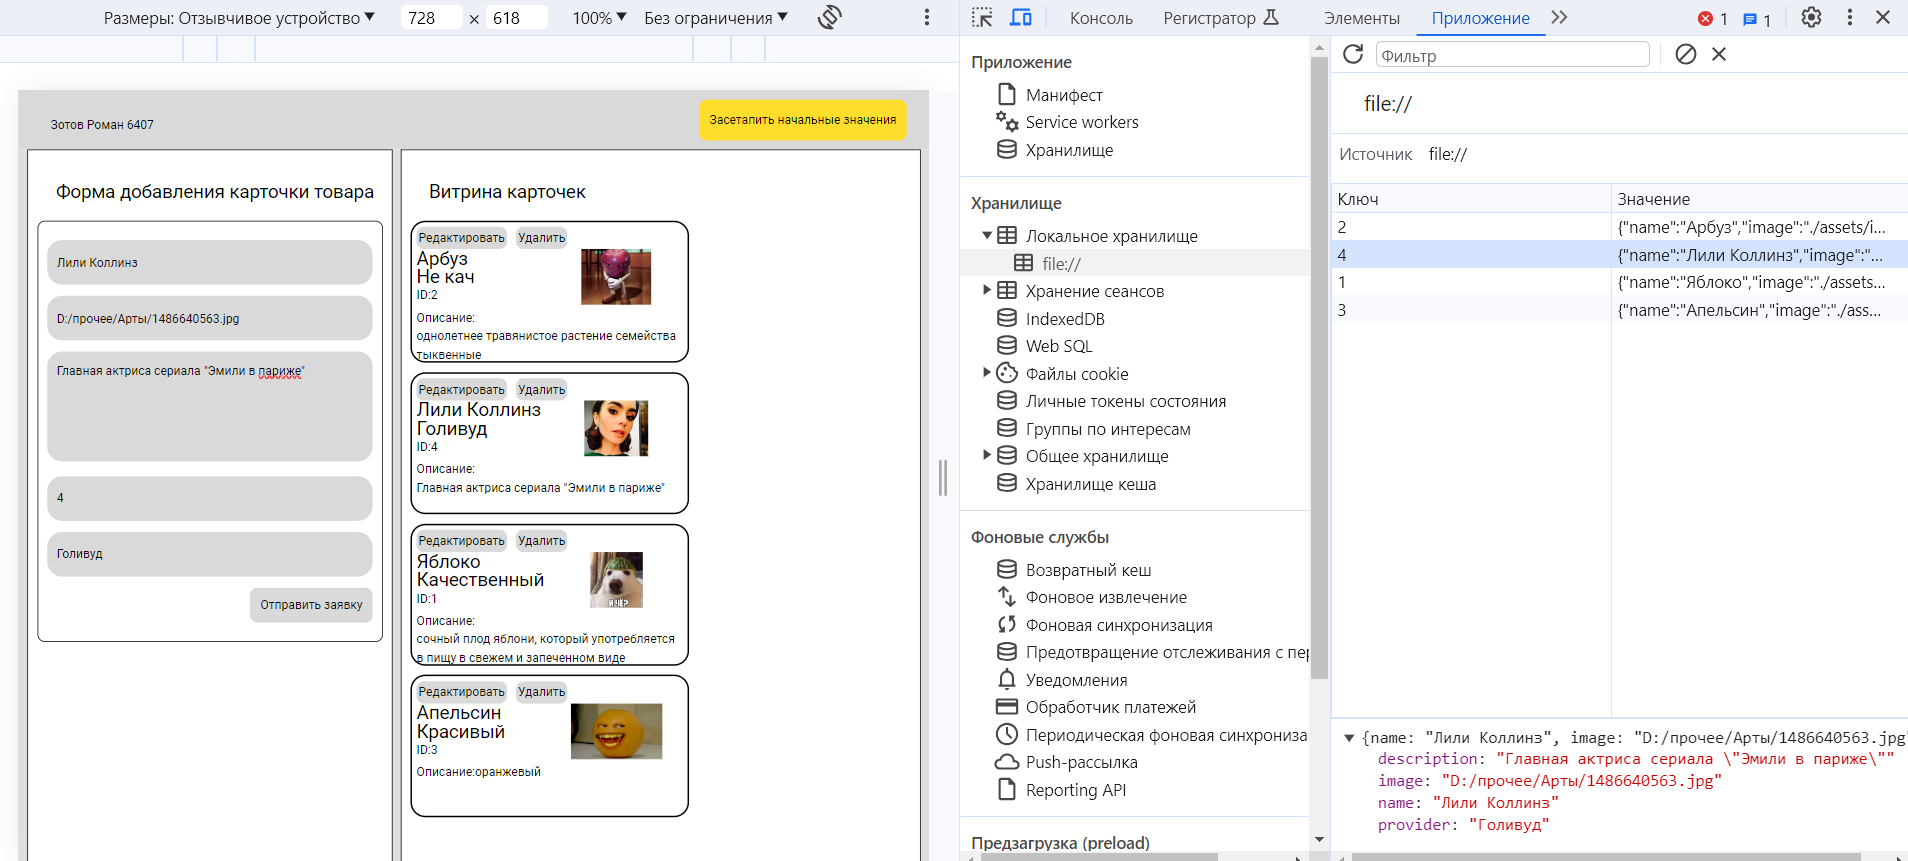 Размеры: Отзывчивое устройство
728 × 618
100%
Без ограничения
Консоль
Регистратор
Элементы
Приложение
1
1
Зотов Роман 6407
Засетапить начальные значения
Форма добавления карточки товара
Лили Коллинз
D:/прочее/Арты/1486640563.jpg
Главная актриса сериала "Эмили в париже"
4
Голивуд
Отправить заявку
Витрина карточек
Редактировать Удалить
Арбуз
Не кач
ID:2
Описание:
однолетнее травянистое растение семейства
тыквенные
Редактировать Удалить
Лили Коллинз
Голивуд
ID:4
Описание:
Главная актриса сериала "Эмили в париже"
Редактировать Удалить
Яблоко
Качественный
ID:1
Описание:
сочный плод яблони, который употребляется
в пищу в свежем и запеченном виде
И ЧЁ?
Редактировать Удалить
Апельсин
Красивый
ID:3
Описание:оранжевый
Приложение
Манифест
Service workers
Хранилище
Хранилище
Локальное хранилище
file://
Хранение сеансов
IndexedDB
Web SQL
Файлы cookie
Личные токены состояния
Группы по интересам
Общее хранилище
Хранилище кеша
Фоновые службы
Возвратный кеш
Фоновое извлечение
Фоновая синхронизация
Предотвращение отслеживания с пер
Уведомления
Обработчик платежей
Периодическая фоновая синхрониза
Push-рассылка
Reporting API
Предзагрузка (preload)
Фильтр
file://
Источник file://
Ключ Значение
2 {"name":"Арбуз","image":"./assets/i...
4 {"name":"Лили Коллинз","image":"...
1 {"name":"Яблоко","image":"./assets...
3 {"name":"Апельсин","image":"./ass...
{name: "Лили Коллинз", image: "D:/прочее/Арты/1486640563.jpg"
description: "Главная актриса сериала \"Эмили в париже\""
image: "D:/прочее/Арты/1486640563.jpg"
name: "Лили Коллинз"
provider: "Голивуд"